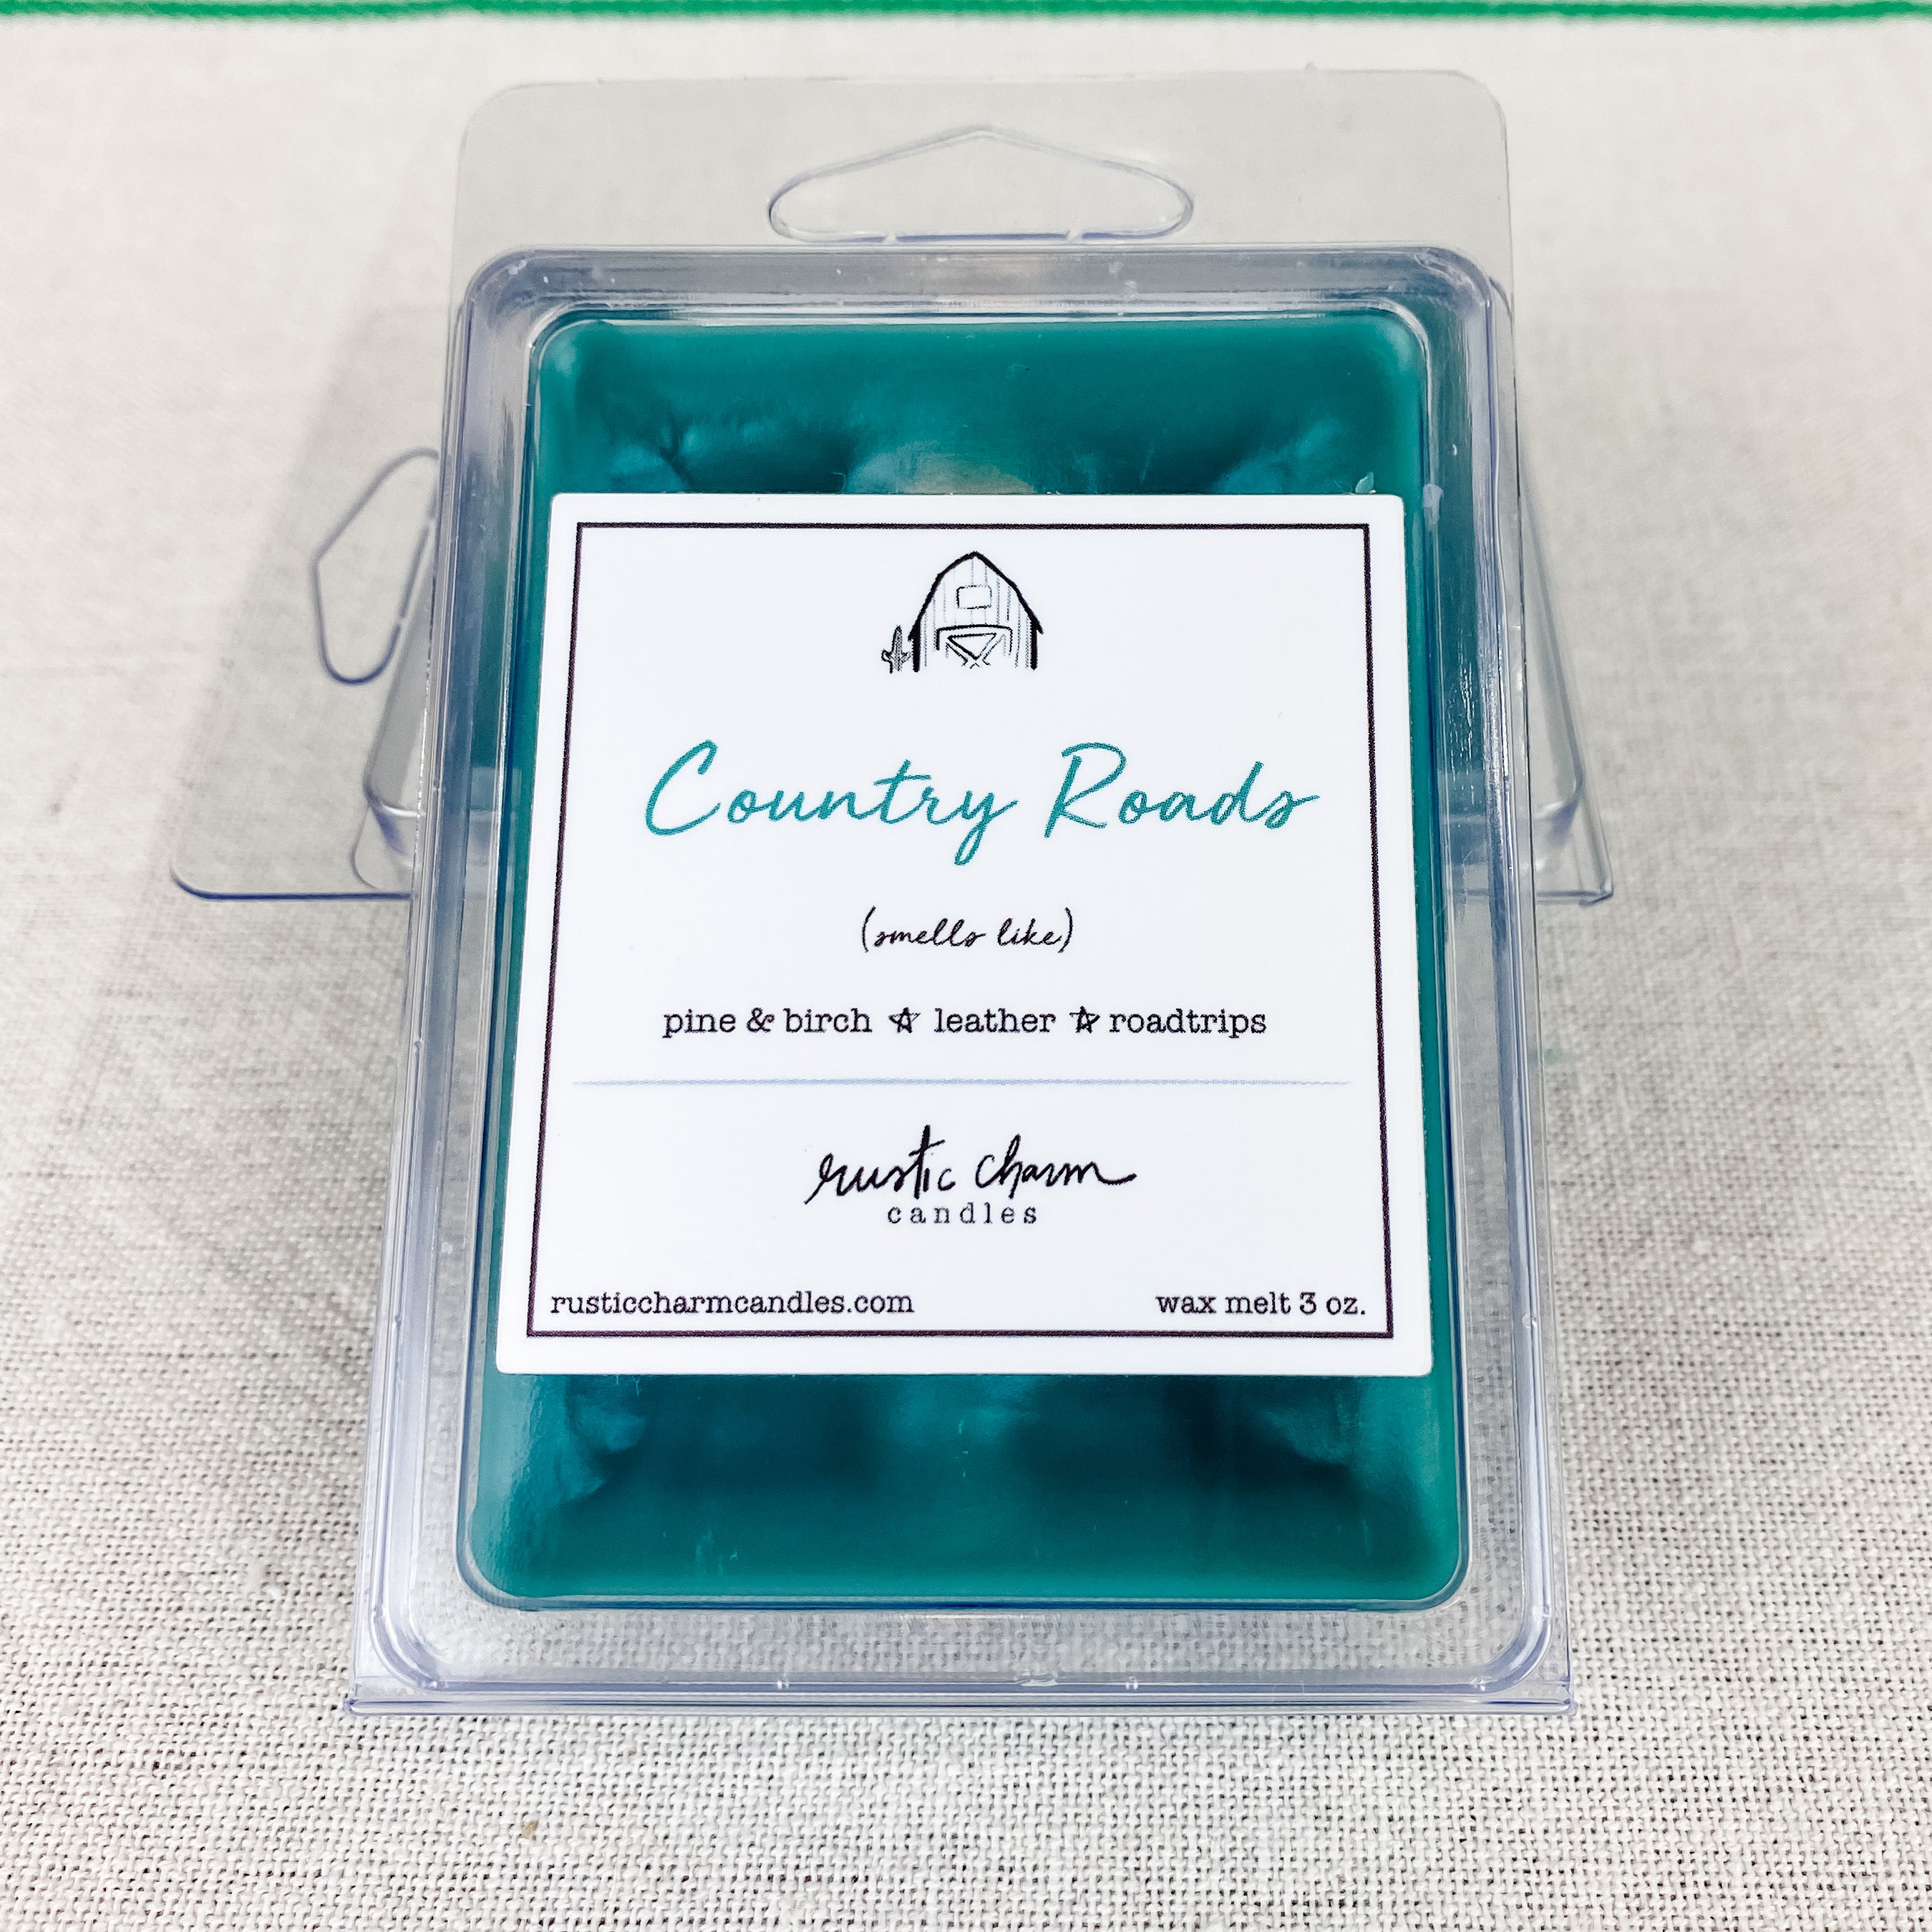 Country Roads
(smells like)
pine & birch ☆ leather ☆ roadtrips
rustic charm
candles
rusticcharmcandles.com wax melt 3 oz.